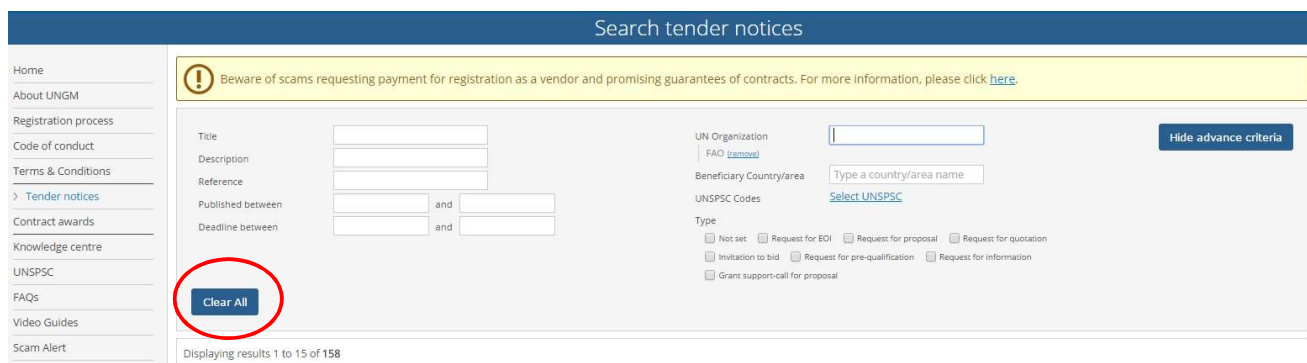 Search tender notices
Home
About UNGM
Registration process
Code of conduct
Terms & Conditions
> Tender notices
Contract awards
Knowledge centre
UNSPSC
FAQs
Video Guides
Scam Alert
Beware of scams requesting payment for registration as a vendor and promising guarantees of contracts. For more information, please click here.
Title
Description
Reference
Published between and
Deadline between and
Clear All
UN Organization
FAO (remove)
Beneficiary Country/area Type a country/area name
UNSPSC Codes Select UNSPSC
Type
Not set Request for EOI Request for proposal Request for quotation
Invitation to bid Request for pre-qualification Request for information
Grant support-call for proposal
Hide advance criteria
Displaying results 1 to 15 of 158